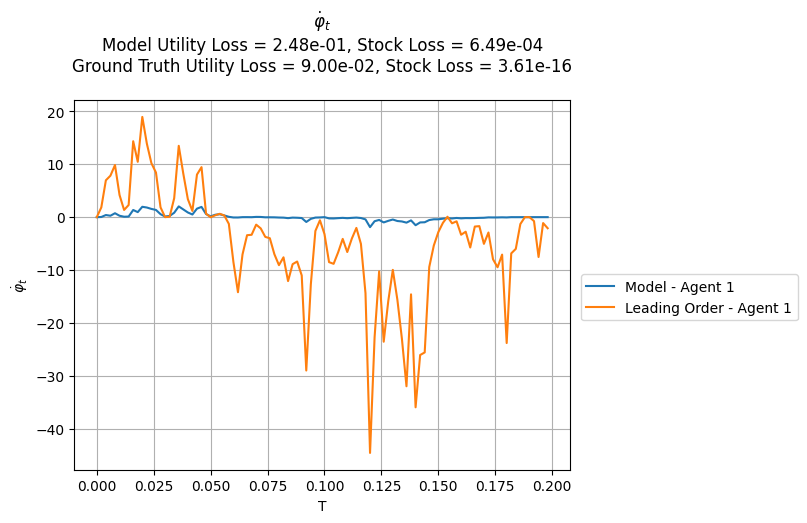 φ̇ₜ
Model Utility Loss = 2.48e-01, Stock Loss = 6.49e-04
Ground Truth Utility Loss = 9.00e-02, Stock Loss = 3.61e-16
20
10
0
−10
−20
−30
−40
φ̇ₜ
0.000
0.025
0.050
0.075
0.100
0.125
0.150
0.175
0.200
T
Model - Agent 1
Leading Order - Agent 1